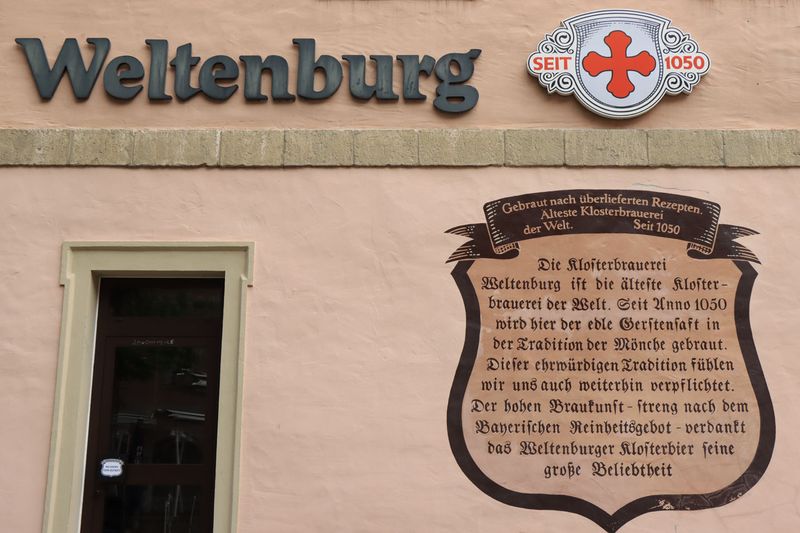 Weltenburg
SEIT 1050
Gebraut nach überlieferten Rezepten.
Älteste Klosterbrauerei
der Welt. Seit 1050
Die Klosterbrauerei
Weltenburg ist die älteste Kloster-
brauerei der Welt. Seit Anno 1050
wird hier der edle Gerstensaft in
der Tradition der Mönche gebraut.
Dieser ehrwürdigen Tradition fühlen
wir uns auch weiterhin verpflichtet.
Der hohen Braukunst - streng nach dem
Bayerischen Reinheitsgebot - verdankt
das Weltenburger Klosterbier seine
große Beliebtheit